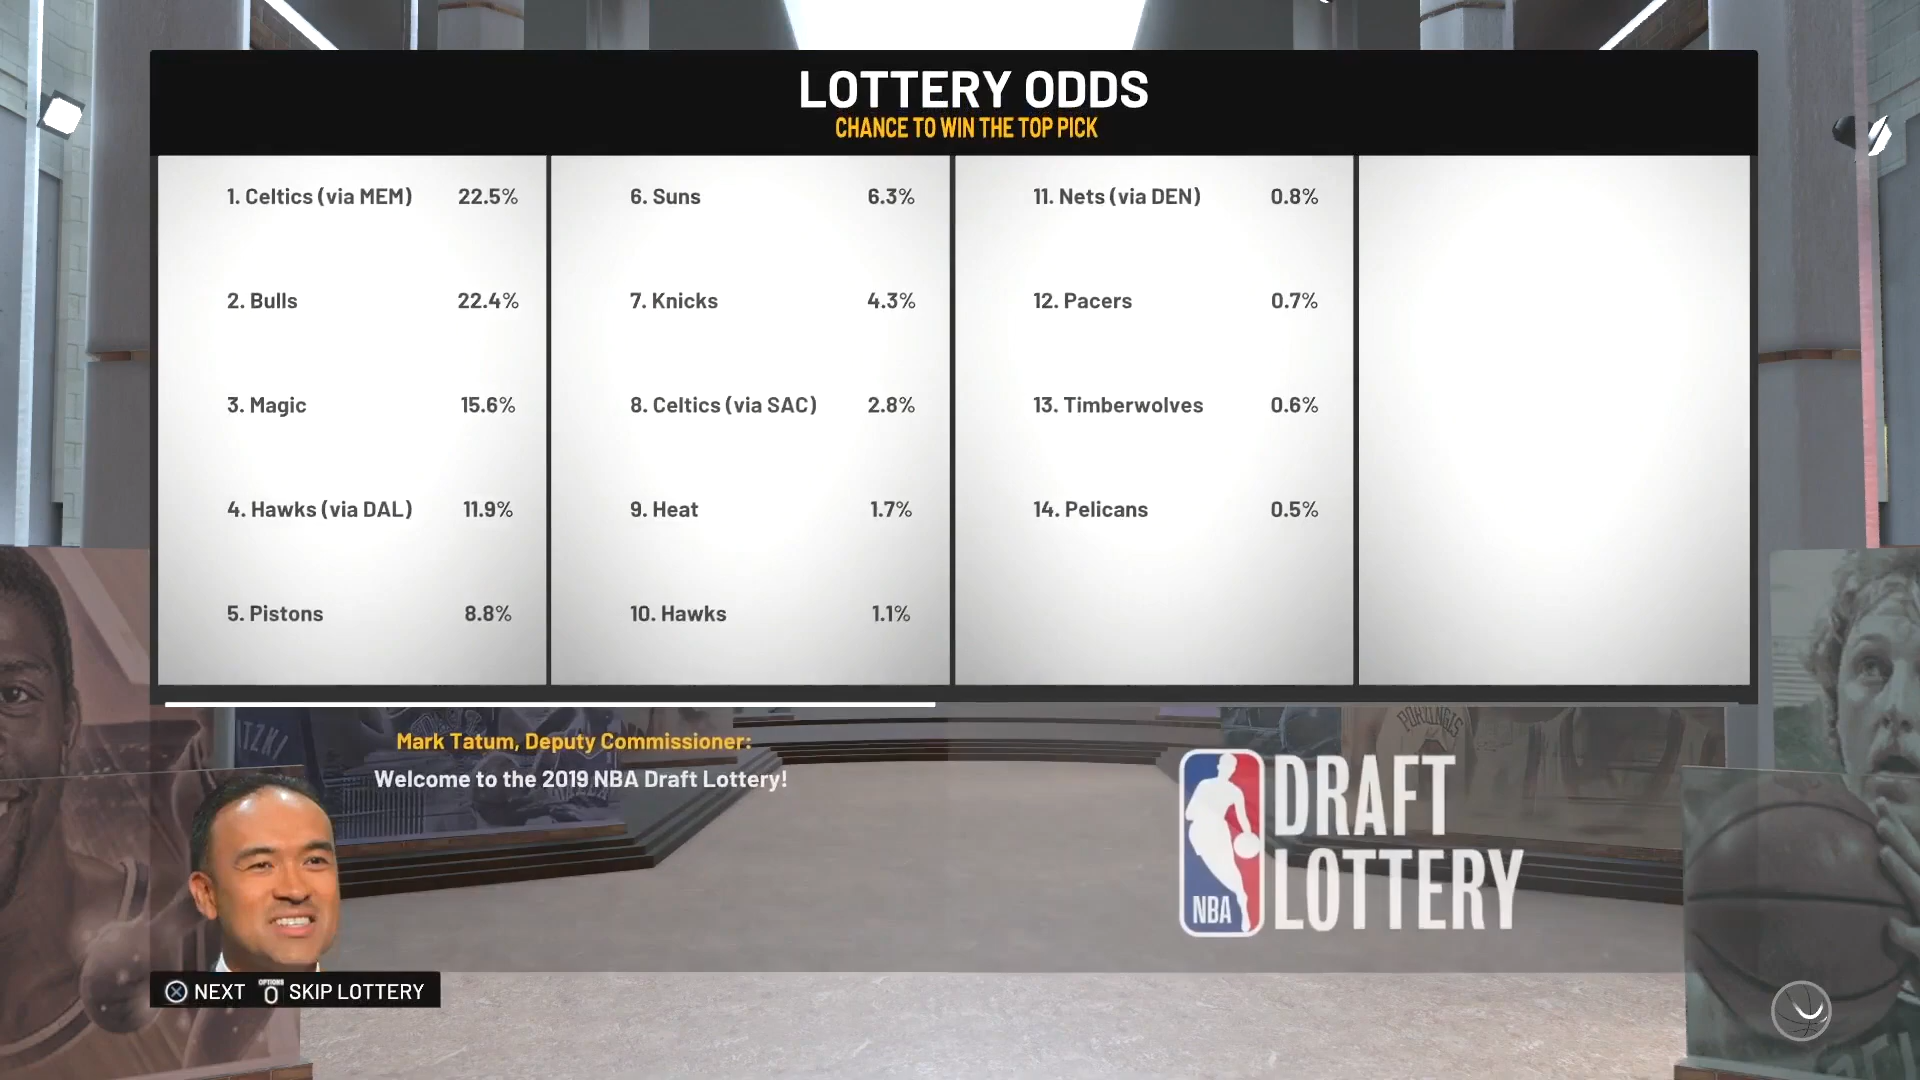 LOTTERY ODDS
CHANCE TO WIN THE TOP PICK
1. Celtics (via MEM) 22.5%
2. Bulls 22.4%
3. Magic 15.6%
4. Hawks (via DAL) 11.9%
5. Pistons 8.8%
6. Suns 6.3%
7. Knicks 4.3%
8. Celtics (via SAC) 2.8%
9. Heat 1.7%
10. Hawks 1.1%
11. Nets (via DEN) 0.8%
12. Pacers 0.7%
13. Timberwolves 0.6%
14. Pelicans 0.5%
ITZKI
PORZINGIS
Mark Tatum, Deputy Commissioner:
Welcome to the 2019 NBA Draft Lottery!
NBA
DRAFT
LOTTERY
NEXT OPTIONS SKIP LOTTERY